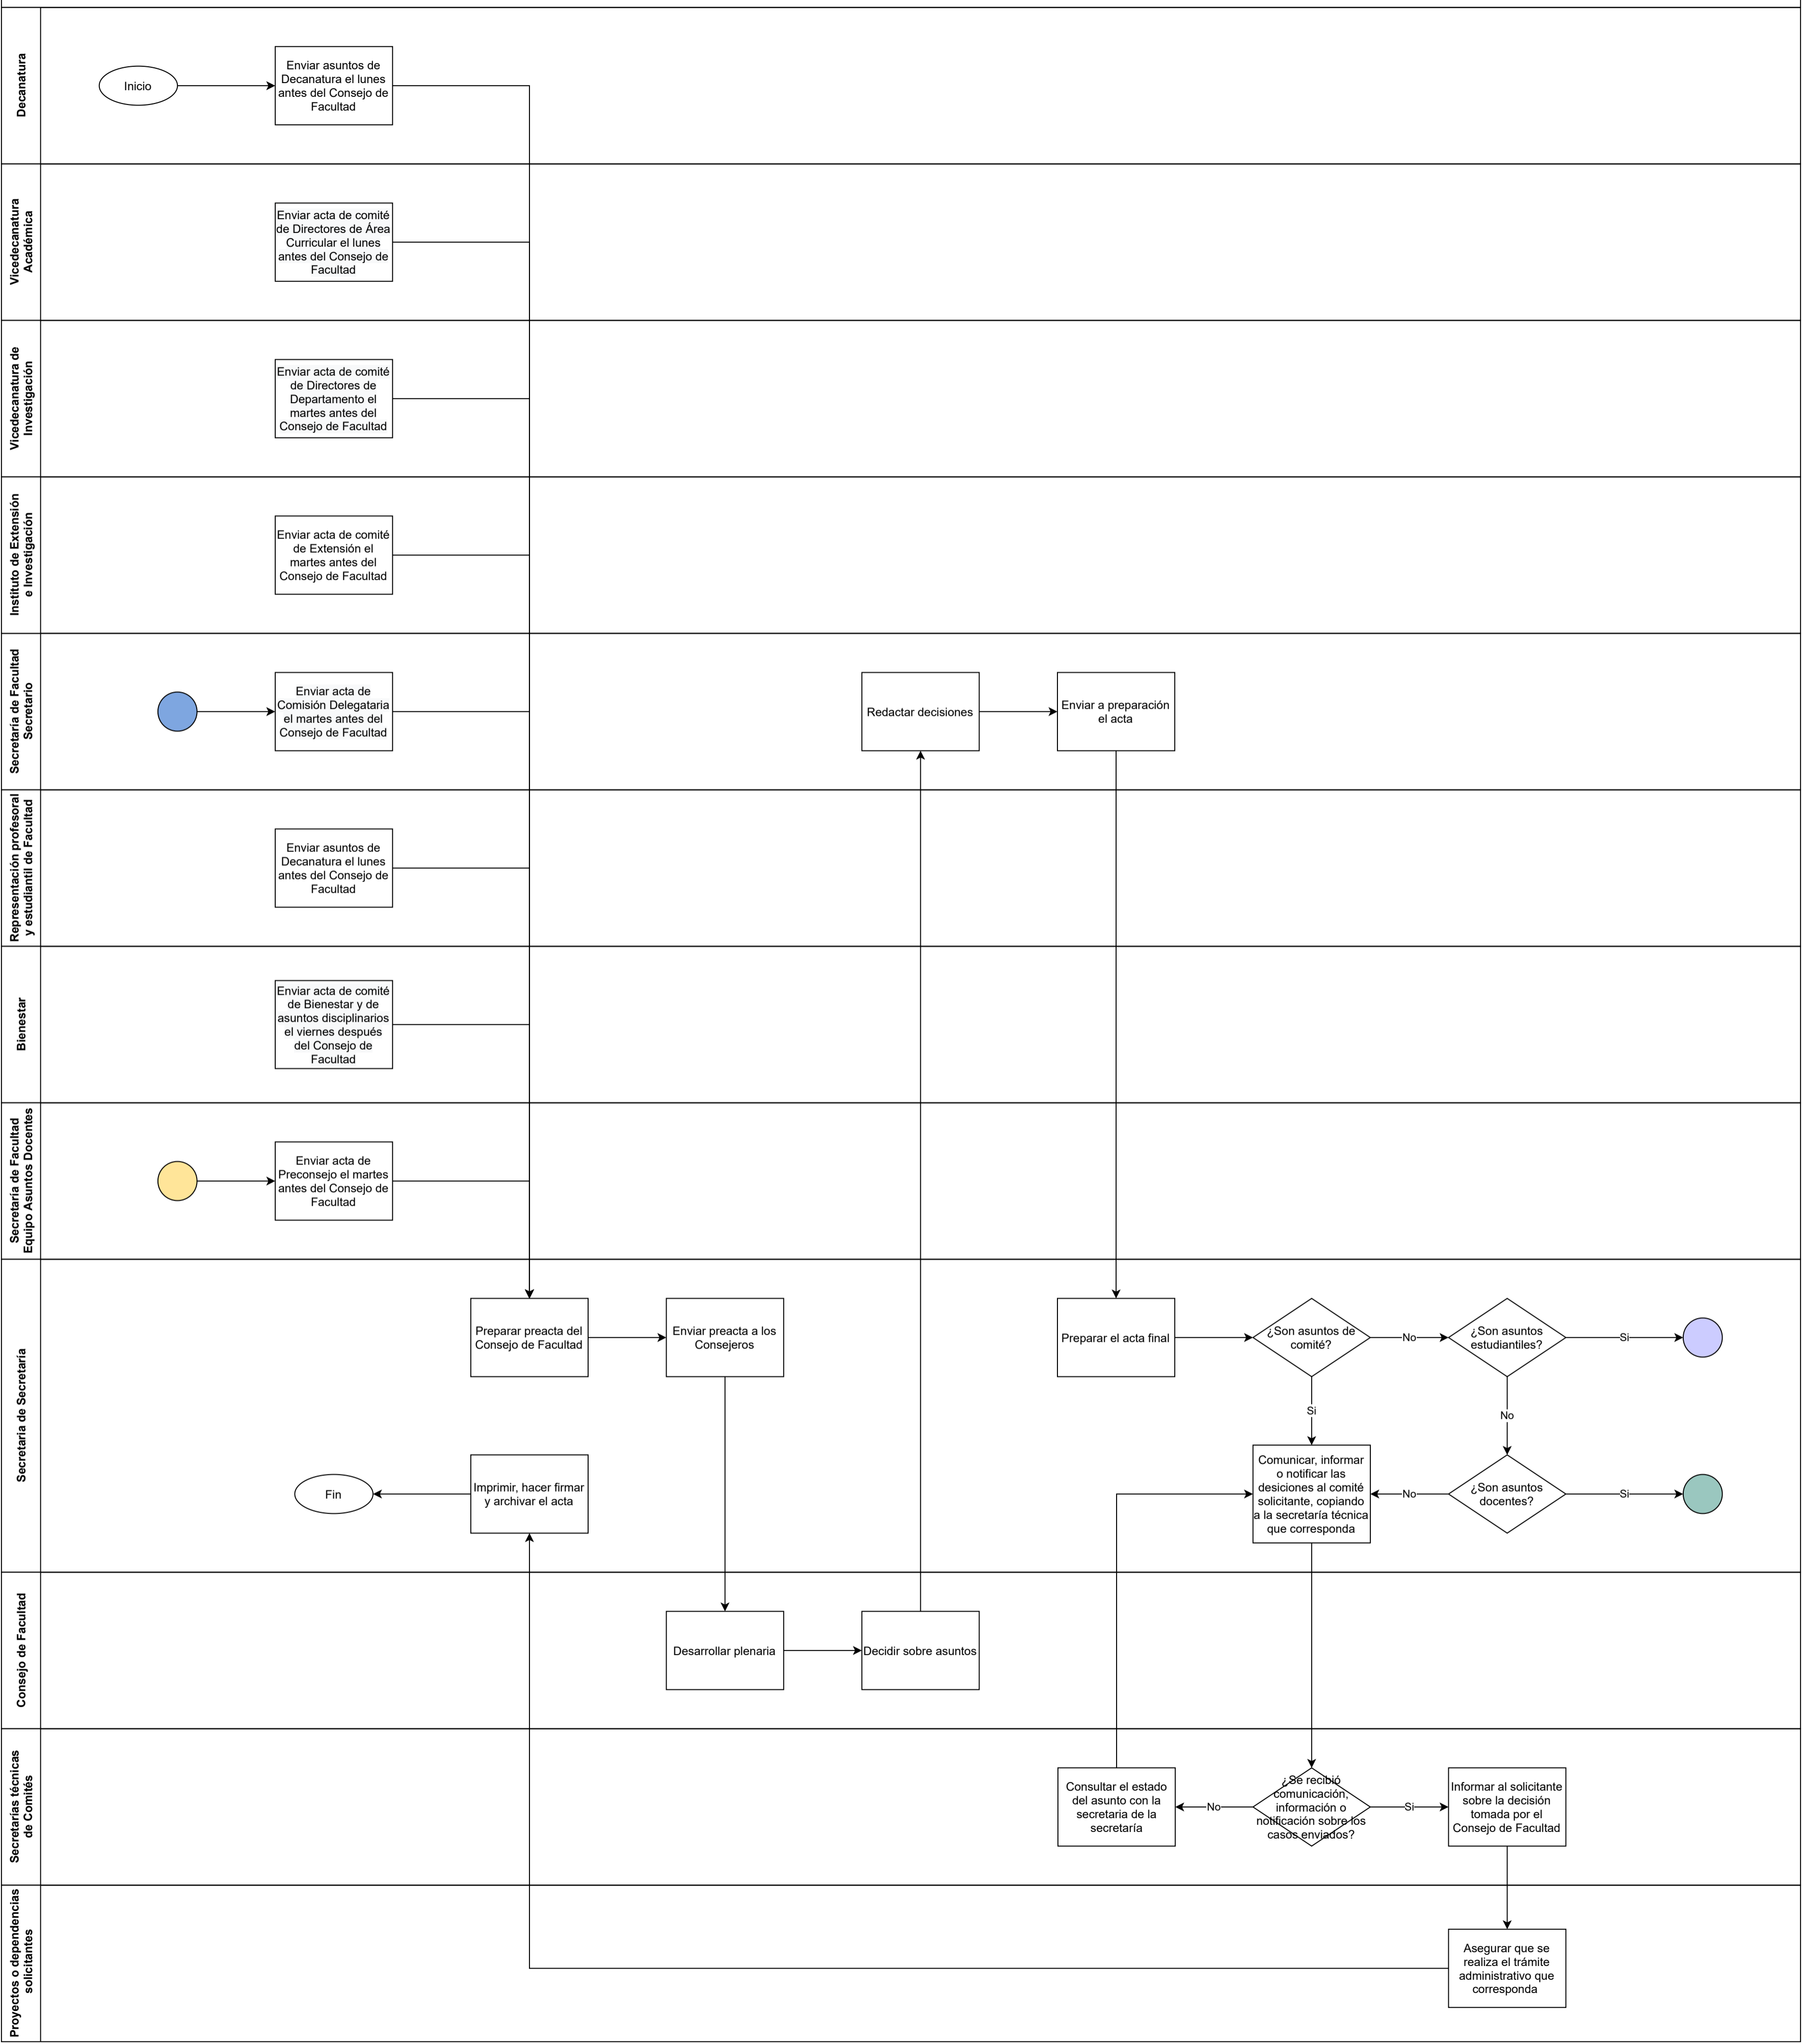 Decanatura
Inicio
Enviar asuntos de
Decanatura el lunes
antes del Consejo de
Facultad
Vicedecanatura
Académica
Enviar acta de comité
de Directores de Área
Curricular el lunes
antes del Consejo de
Facultad
Vicedecanatura de
Investigación
Enviar acta de comité
de Directores de
Departamento el
martes antes del
Consejo de Facultad
Instituto de Extensión
e Investigación
Enviar acta de comité
de Extensión el
martes antes del
Consejo de Facultad
Secretaría de Facultad
Secretario
Enviar acta de
Comisión Delegataria
el martes antes del
Consejo de Facultad
Redactar decisiones
Enviar a preparación
el acta
Representación profesoral
y estudiantil de Facultad
Enviar asuntos de
Decanatura el lunes
antes del Consejo de
Facultad
Bienestar
Enviar acta de comité
de Bienestar y de
asuntos disciplinarios
el viernes después
del Consejo de
Facultad
Secretaría de Facultad
Equipo Asuntos Docentes
Enviar acta de
Preconsejo el martes
antes del Consejo de
Facultad
Secretaria de Secretaría
Preparar preacta del
Consejo de Facultad
Enviar preacta a los
Consejeros
Preparar el acta final
¿Son asuntos de
comité?
No
¿Son asuntos
estudiantiles?
Si
Si
No
Fin
Imprimir, hacer firmar
y archivar el acta
Comunicar, informar
o notificar las
desiciones al comité
solicitante, copiando
a la secretaría técnica
que corresponda
No
¿Son asuntos
docentes?
Si
Consejo de Facultad
Desarrollar plenaria
Decidir sobre asuntos
Secretarías técnicas
de Comités
Consultar el estado
del asunto con la
secretaria de la
secretaría
No
¿Se recibió
comunicación,
información o
notificación sobre los
casos enviados?
Si
Informar al solicitante
sobre la decisión
tomada por el
Consejo de Facultad
Proyectos o dependencias
solicitantes
Asegurar que se
realiza el trámite
administrativo que
corresponda